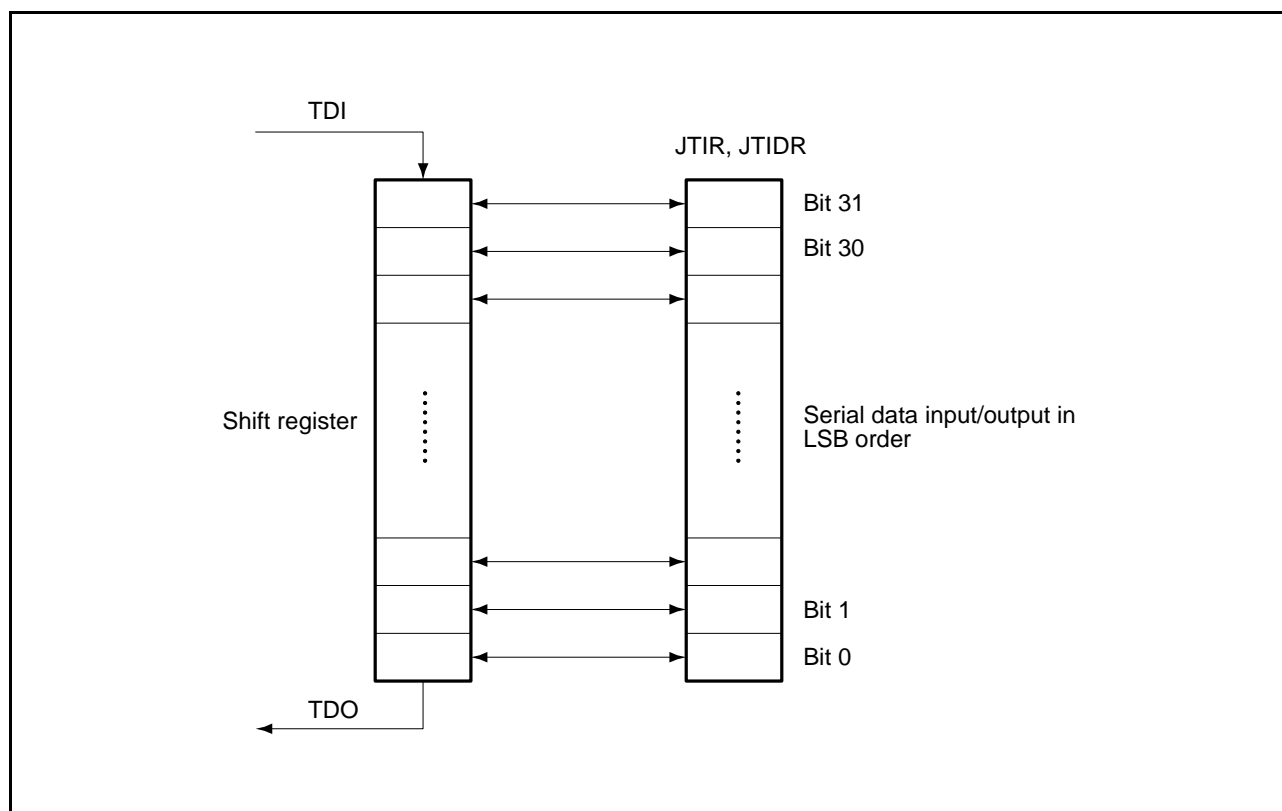 TDI
JTIR, JTIDR
Bit 31
Bit 30
Shift register
Serial data input/output in
LSB order
Bit 1
Bit 0
TDO